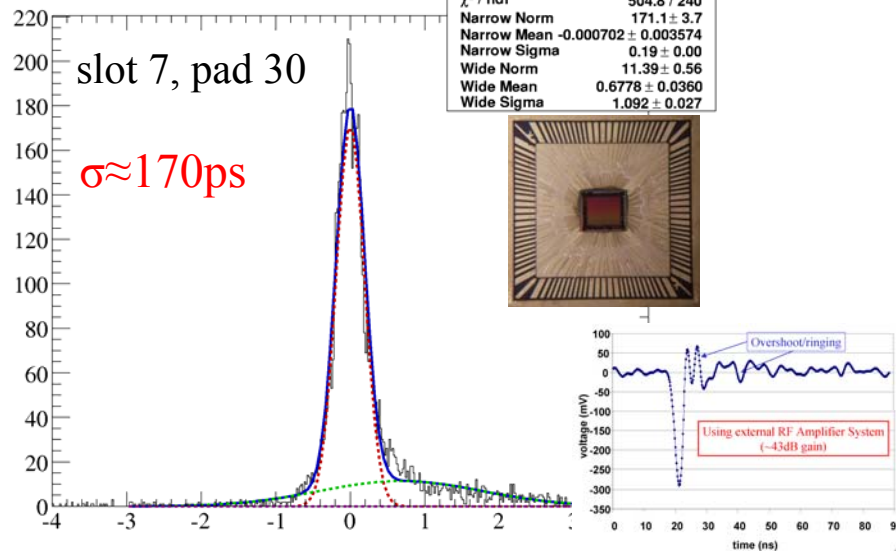 χ² / ndf 504.8 / 240
Narrow Norm 171.1 ± 3.7
Narrow Mean -0.000702 ± 0.003574
Narrow Sigma 0.19 ± 0.00
Wide Norm 11.39 ± 0.56
Wide Mean 0.6778 ± 0.0360
Wide Sigma 1.092 ± 0.027
slot 7, pad 30
σ≈170ps
220
200
180
160
140
120
100
80
60
40
20
0
-4 -3 -2 -1 0 1 2
Overshoot/ringing
Using external RF Amplifier System
(~43dB gain)
voltage (mV)
100
50
0
-50
-100
-150
-200
-250
-300
-350
0 10 20 30 40 50 60 70 80
time (ns)